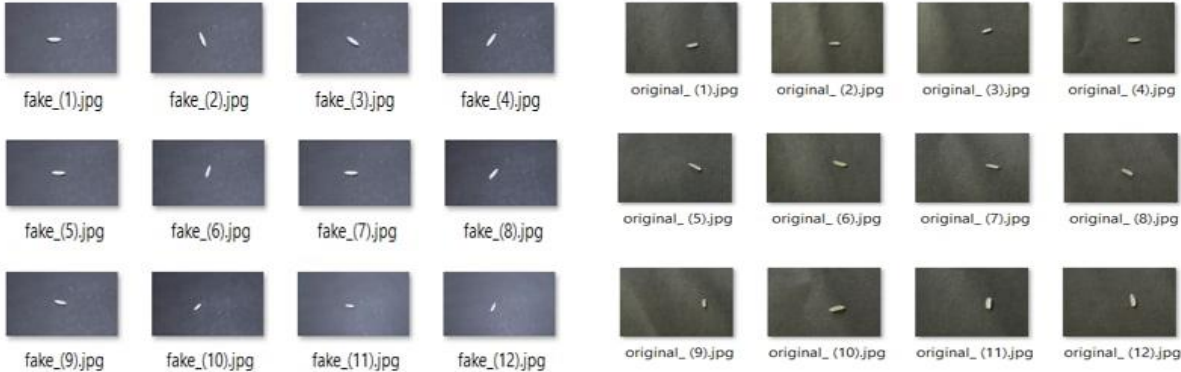 fake_(1).jpg fake_(2).jpg fake_(3).jpg fake_(4).jpg
original_ (1).jpg original_ (2).jpg original_ (3).jpg original_ (4).jpg
fake_(5).jpg fake_(6).jpg fake_(7).jpg fake_(8).jpg
original_ (5).jpg original_ (6).jpg original_ (7).jpg original_ (8).jpg
fake_(9).jpg fake_(10).jpg fake_(11).jpg fake_(12).jpg
original_ (9).jpg original_ (10).jpg original_ (11).jpg original_ (12).jpg